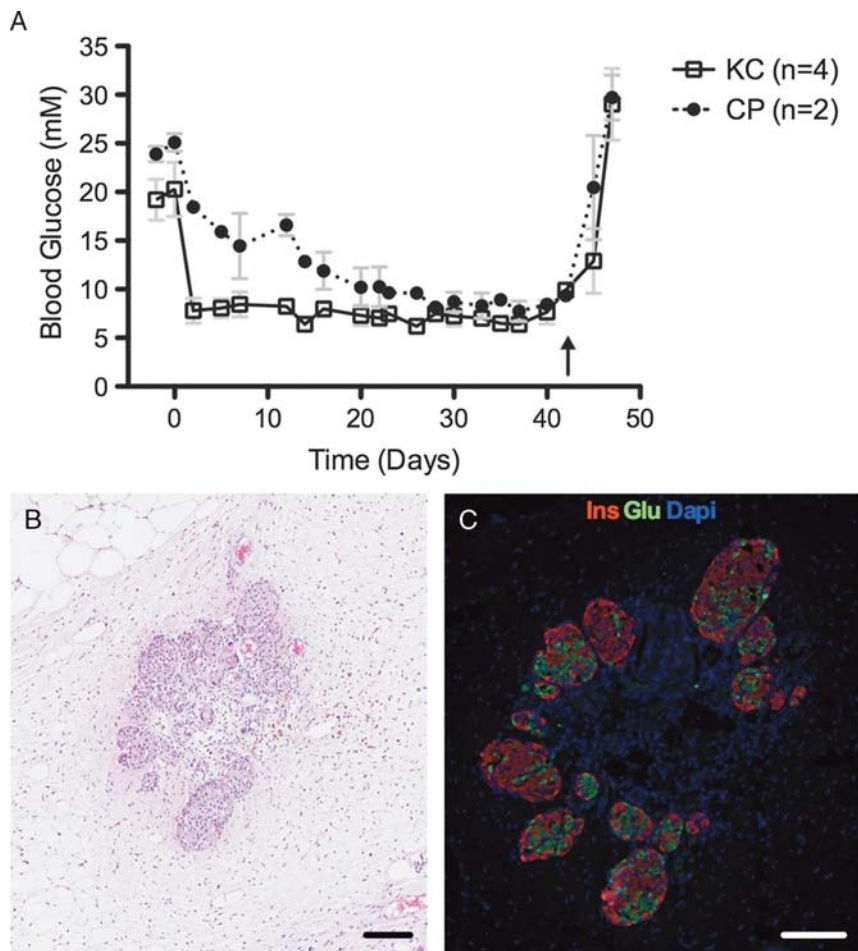 A
35
30
25
20
15
10
5
0
Blood Glucose (mM)
0 10 20 30 40 50
Time (Days)
KC (n=4)
CP (n=2)
B
C
Ins Glu Dapi